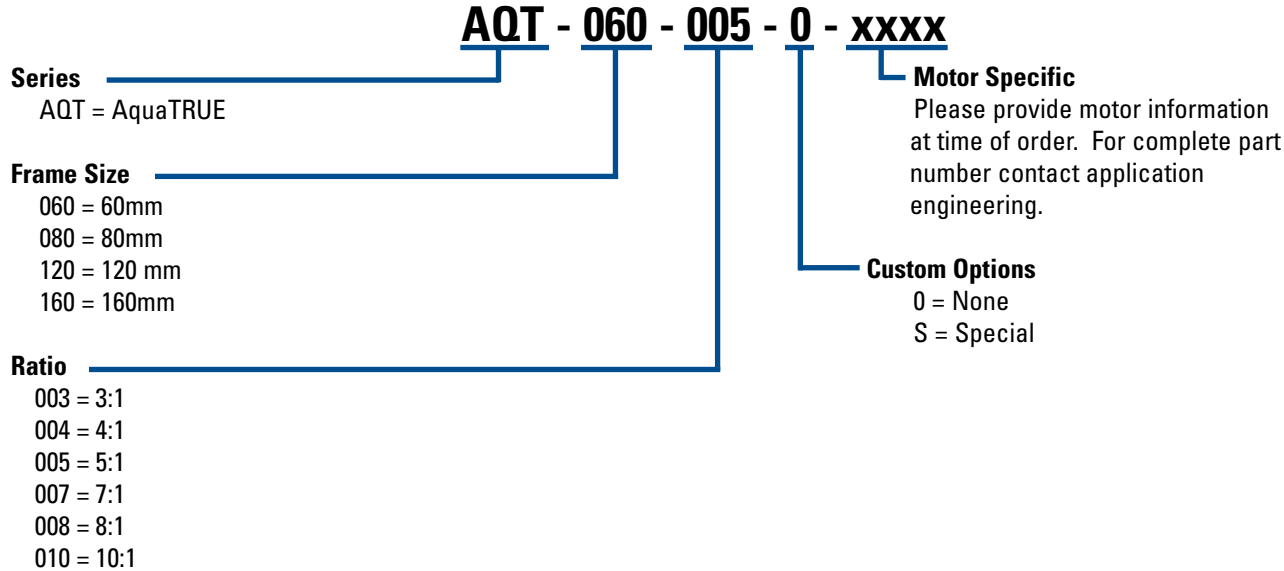 AQT - 060 - 005 - 0 - xxxx
Series
AQT = AquaTRUE
Frame Size
060 = 60mm
080 = 80mm
120 = 120 mm
160 = 160mm
Ratio
003 = 3:1
004 = 4:1
005 = 5:1
007 = 7:1
008 = 8:1
010 = 10:1
Motor Specific
Please provide motor information
at time of order. For complete part
number contact application
engineering.
Custom Options
0 = None
S = Special